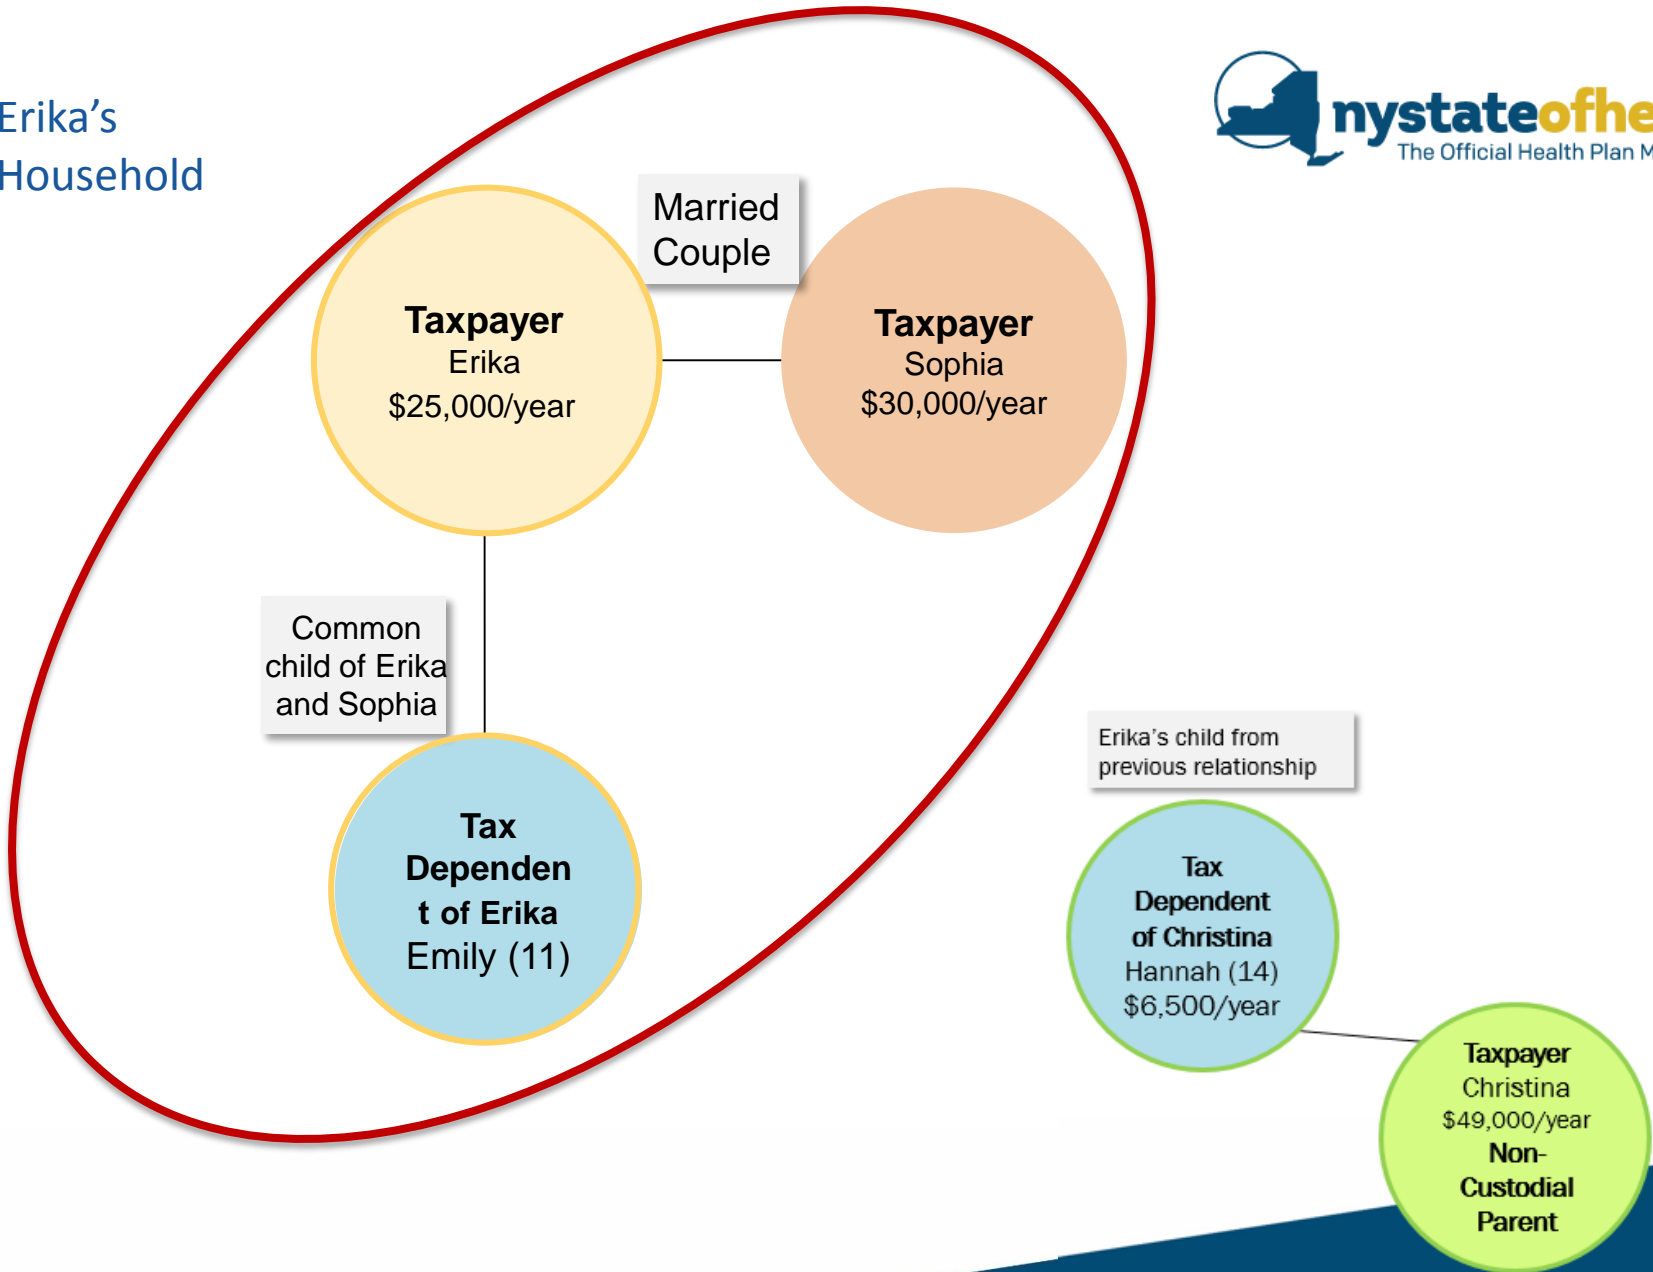 Erika’s
Household
nystateofhe
The Official Health Plan M
Married
Couple
Taxpayer
Erika
$25,000/year
Taxpayer
Sophia
$30,000/year
Common
child of Erika
and Sophia
Tax
Dependen
t of Erika
Emily (11)
Erika’s child from
previous relationship
Tax
Dependent
of Christina
Hannah (14)
$6,500/year
Taxpayer
Christina
$49,000/year
Non-
Custodial
Parent